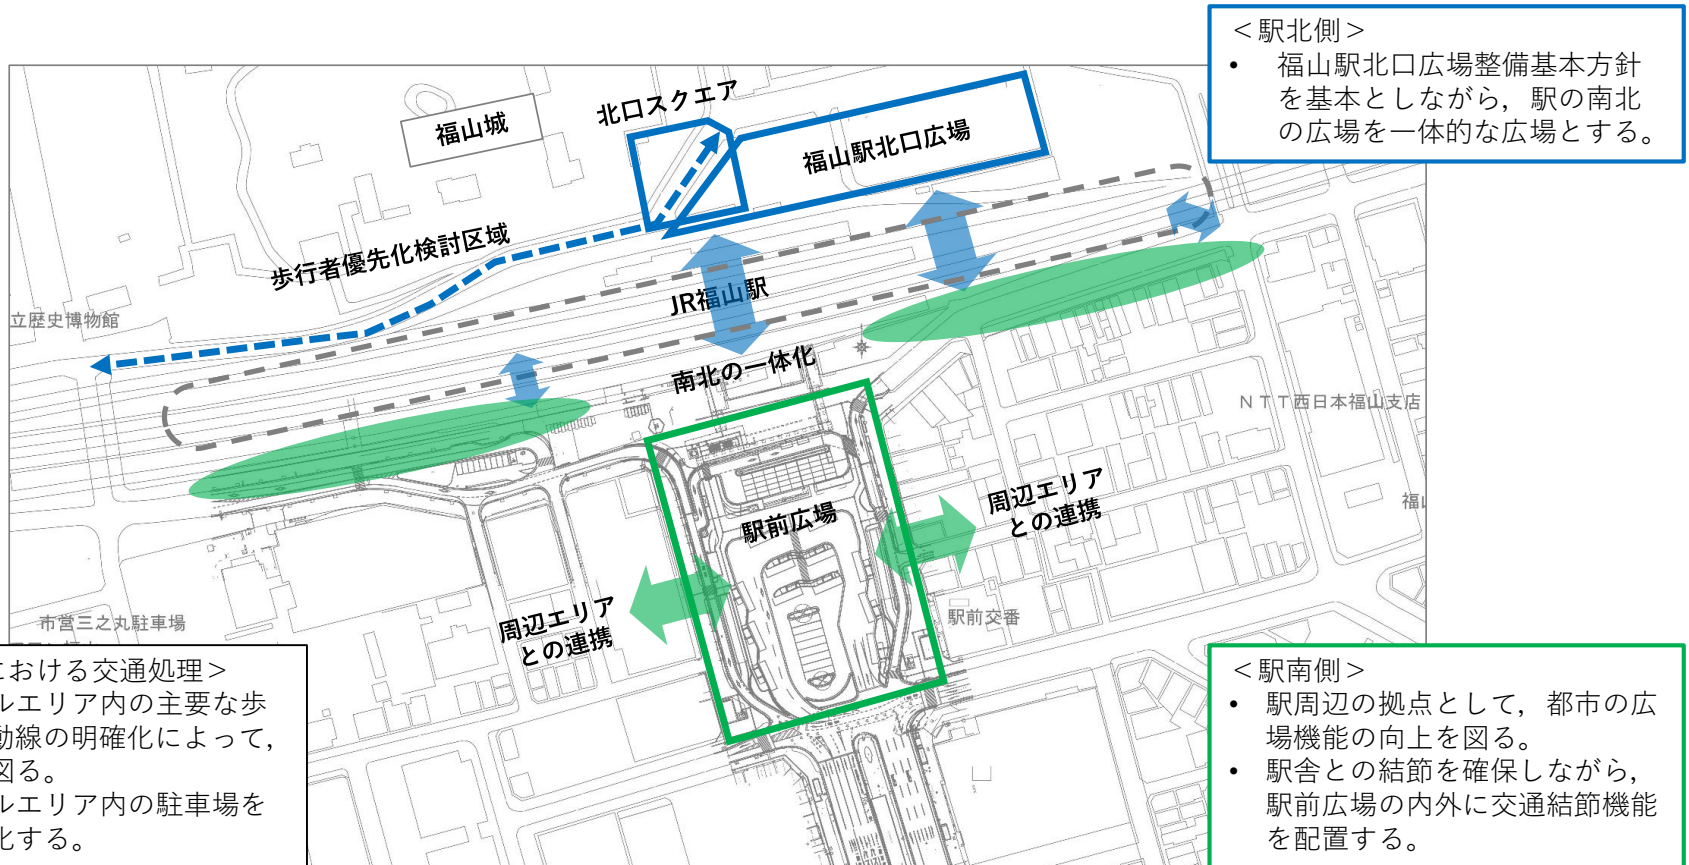 ＜駅北側＞
• 福山駅北口広場整備基本方針
を基本としながら，駅の南北
の広場を一体的な広場とする。
北口スクエア
福山城
福山駅北口広場
歩行者優先化検討区域
JR福山駅
立歴史博物館
南北の一体化
NTT西日本福山支店
周辺エリア
との連携
福山
駅前広場
周辺エリア
との連携
駅前交番
市営三之丸駐車場
における交通処理＞
ルエリア内の主要な歩
動線の明確化によって，
図る。
ルエリア内の駐車場を
化する。
＜駅南側＞
• 駅周辺の拠点として，都市の広
場機能の向上を図る。
• 駅舎との結節を確保しながら，
駅前広場の内外に交通結節機能
を配置する。